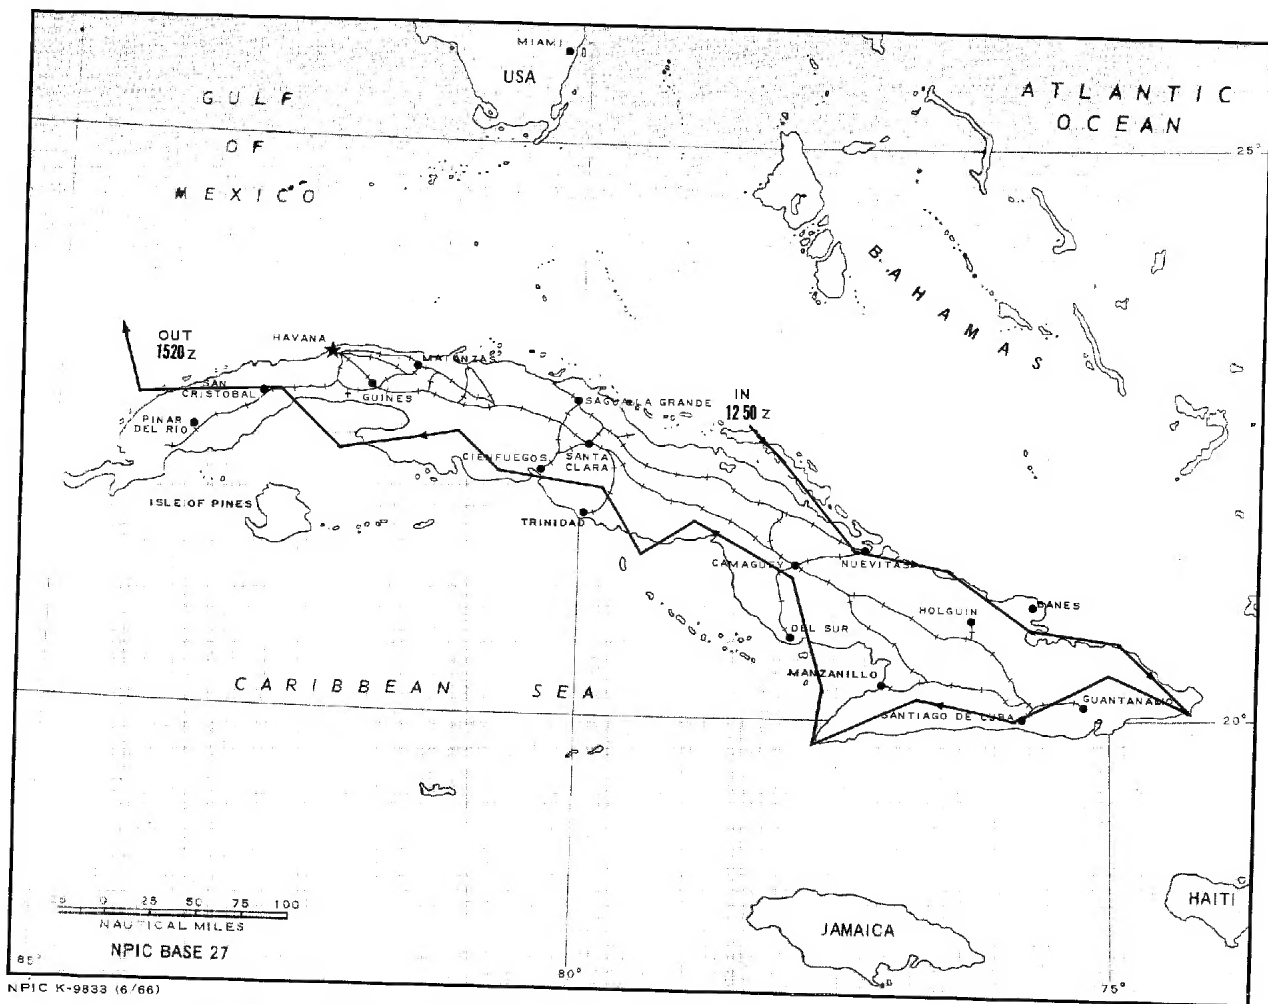 MIAMI
USA
GULF
OF
MEXICO
ATLANTIC
OCEAN
25°
BAHAMAS
OUT
1520 Z
HAVANA
MATANZAS
SAN
CRISTOBAL
GUINES
SAGUA LA GRANDE
IN
1250 Z
PINAR
DEL RIO
CIENFUEGOS
SANTA
CLARA
ISLE OF PINES
TRINIDAD
CAMAGUEY
NUEVITAS
HOLGUIN
BANES
DEL SUR
MANZANILLO
CARIBBEAN SEA
GUANTANAMO
SANTIAGO DE CUBA
20°
25 0 25 50 75 100
NAUTICAL MILES
NPIC BASE 27
JAMAICA
HAITI
85°
80°
75°
NPIC K-9833 (6/66)